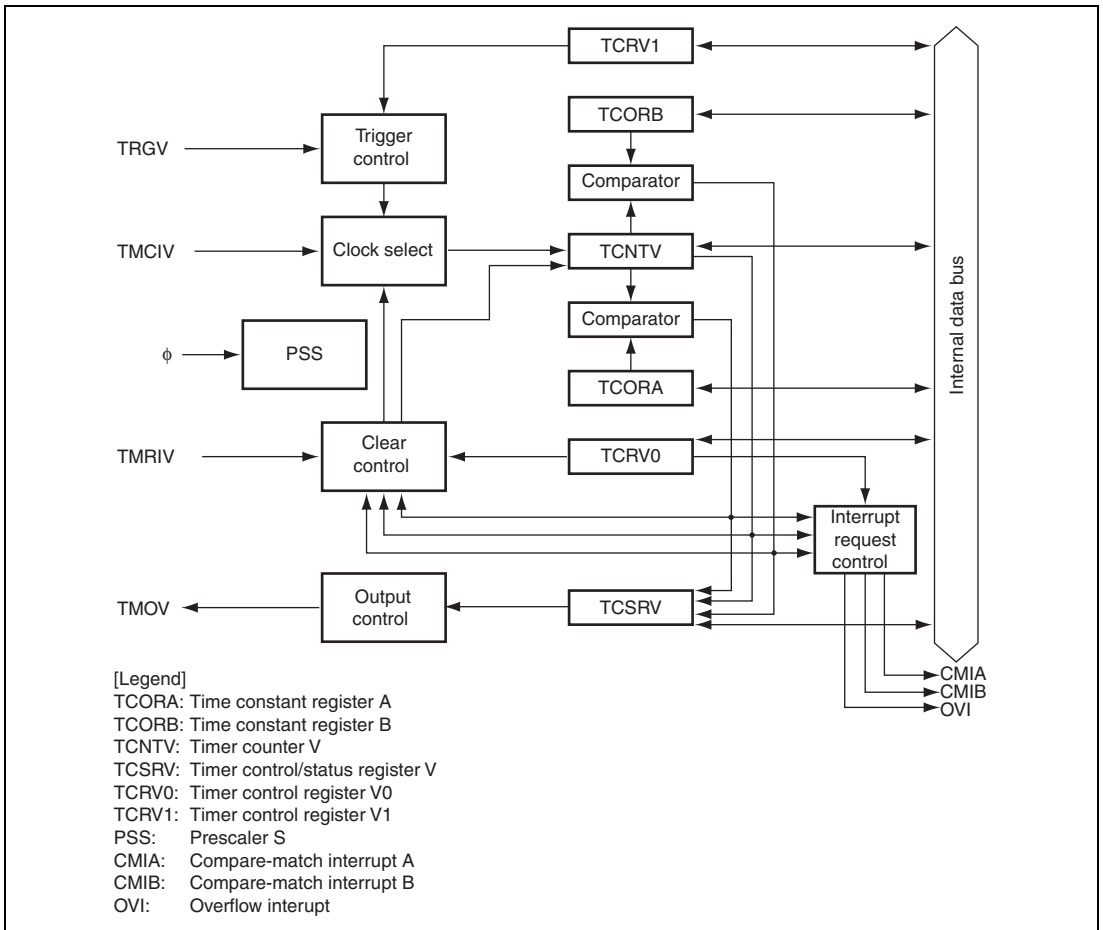 TCRV1
TCORB
TRGV
Trigger
control
Comparator
TMCIV
Clock select
TCNTV
Internal data bus
Comparator
ϕ
PSS
TCORA
TMRIV
Clear
control
TCRV0
Interrupt
request
control
TMOV
Output
control
TCSRV
CMIA
CMIB
OVI
[Legend]
TCORA: Time constant register A
TCORB: Time constant register B
TCNTV: Timer counter V
TCSRV: Timer control/status register V
TCRV0: Timer control register V0
TCRV1: Timer control register V1
PSS: Prescaler S
CMIA: Compare-match interrupt A
CMIB: Compare-match interrupt B
OVI: Overflow interupt